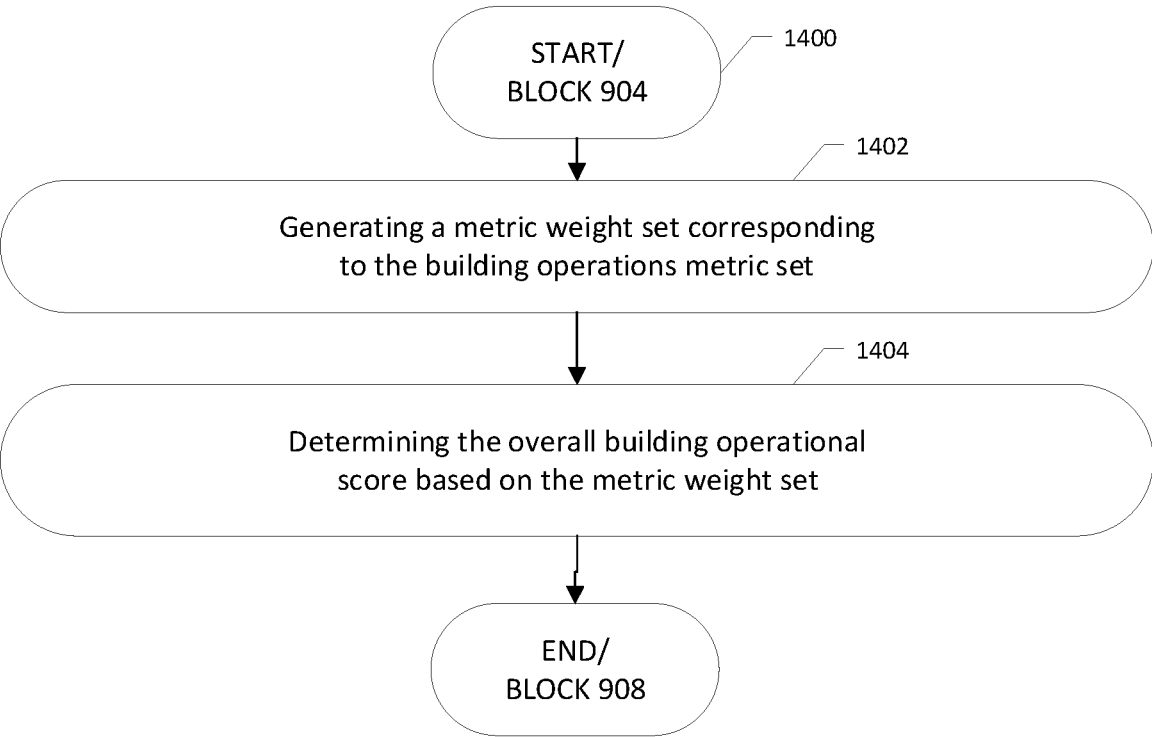 START/
BLOCK 904
1400
1402
Generating a metric weight set corresponding
to the building operations metric set
1404
Determining the overall building operational
score based on the metric weight set
END/
BLOCK 908